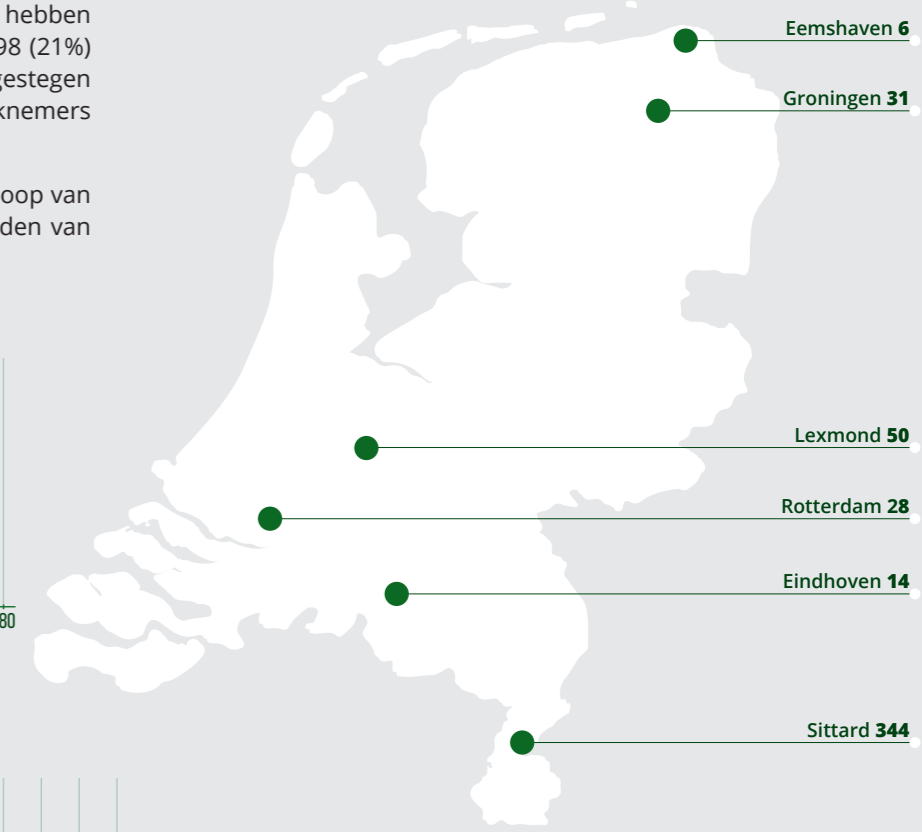 hebben
98 (21%)
gestegen
knemers
oop van
den van
80
Eemshaven 6
Groningen 31
Lexmond 50
Rotterdam 28
Eindhoven 14
Sittard 344